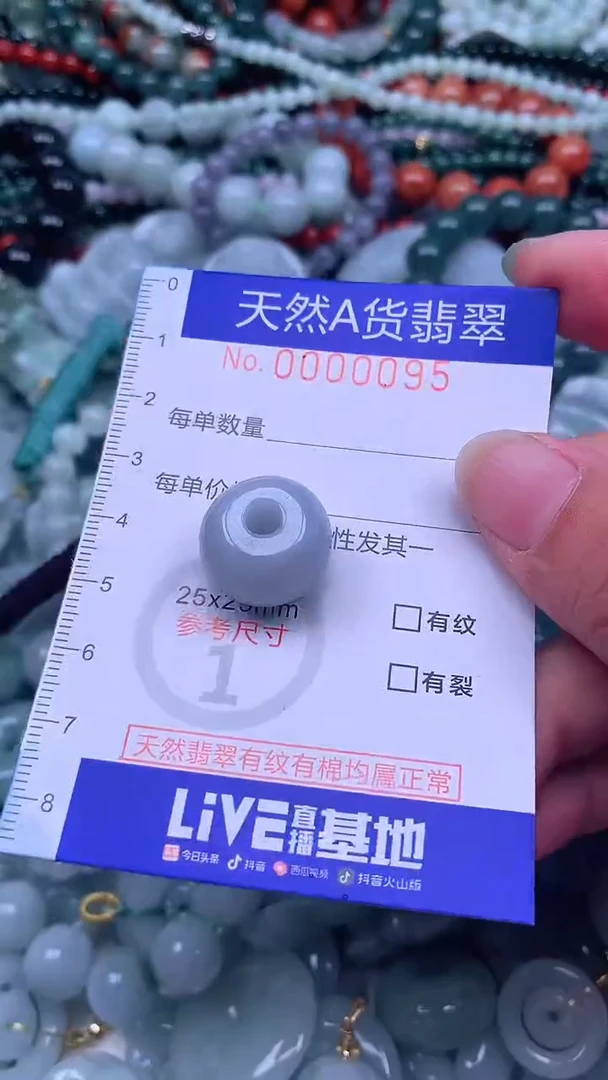 0
天然A货翡翠
No. 0000095
1
2
每单数量
3
每单价
4
性发其一
5
25x25mm
参考尺寸
有纹
6
1
有裂
7
天然翡翠有纹有棉均属正常
8
LiVE直播基地
今日头条 抖音 西瓜视频 抖音火山版